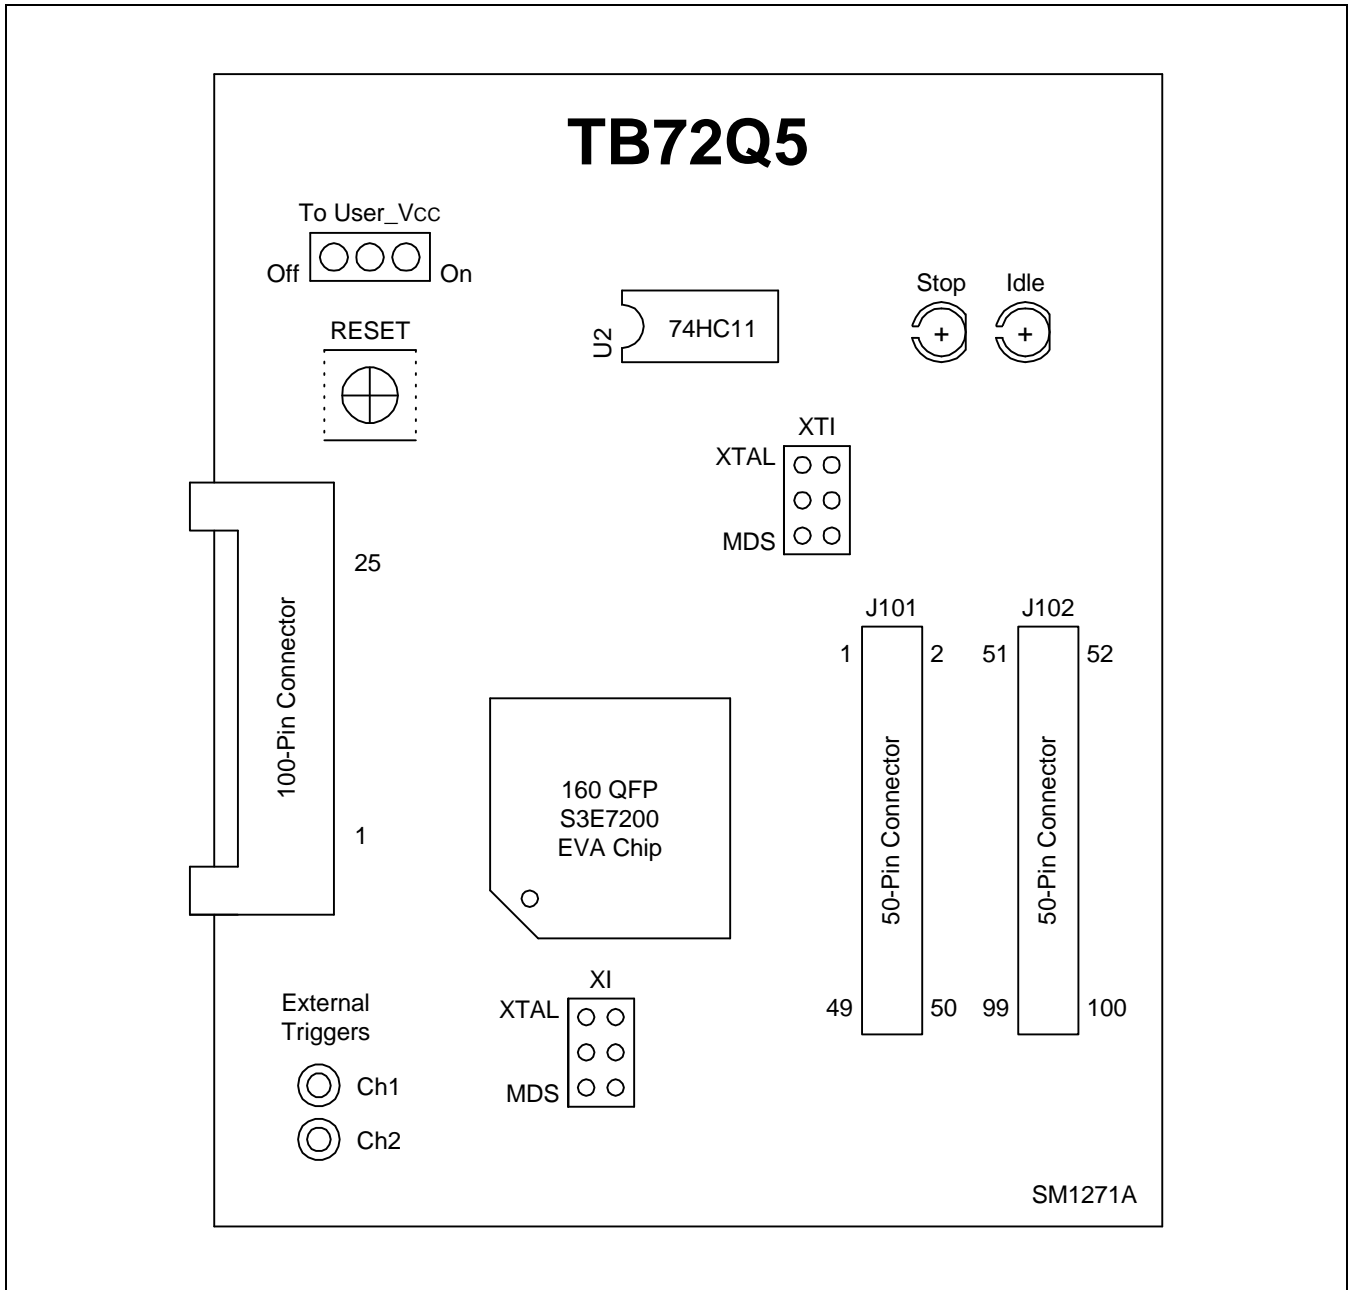 TB72Q5
To User_VCC
Off
On
RESET
U2
74HC11
Stop
Idle
XTI
XTAL
MDS
25
100-Pin Connector
1
J101
1
2
50-Pin Connector
49
50
J102
51
52
50-Pin Connector
99
100
160 QFP
S3E7200
EVA Chip
XI
XTAL
MDS
External
Triggers
Ch1
Ch2
SM1271A